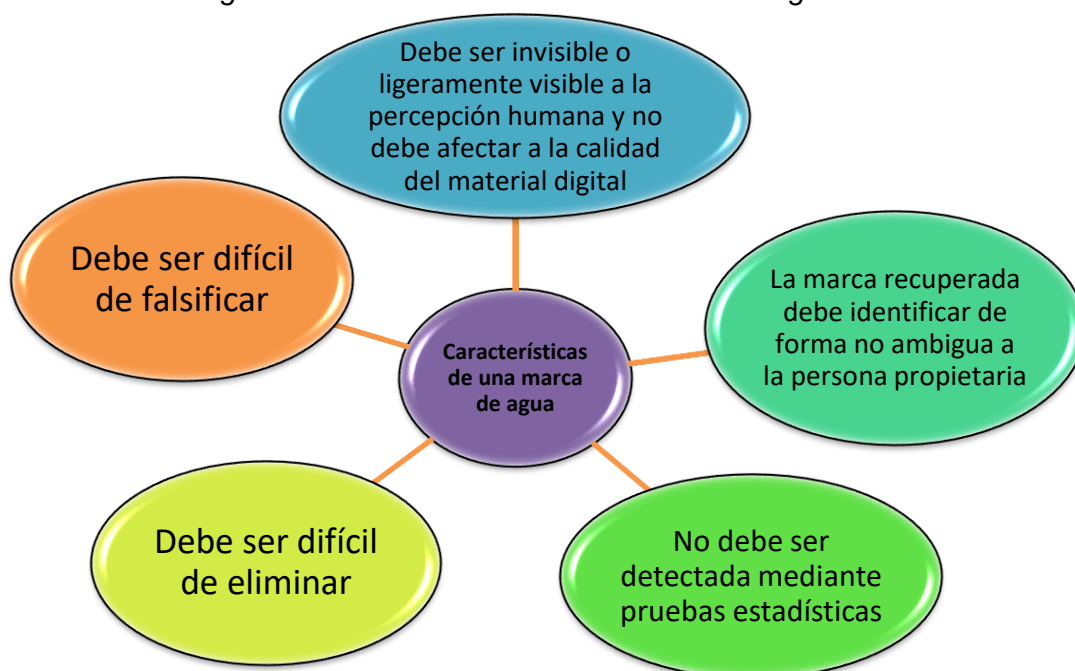 Debe ser invisible o
ligeramente visible a la
percepción humana y no
debe afectar a la calidad
del material digital
Debe ser difícil
de falsificar
La marca recuperada
debe identificar de
forma no ambigua a
la persona propietaria
Características
de una marca
de agua
Debe ser difícil
de eliminar
No debe ser
detectada mediante
pruebas estadísticas